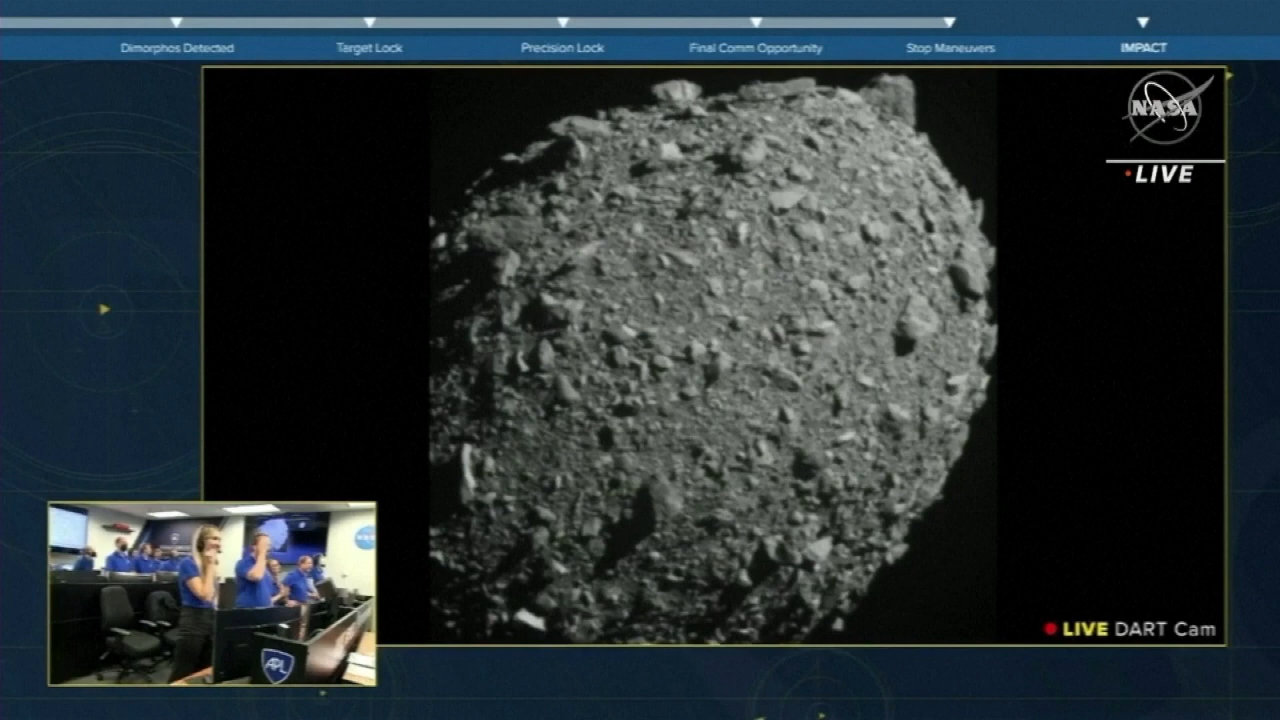 Dimorphos Detected
Target Lock
Precision Lock
Final Comm Opportunity
Stop Maneuvers
IMPACT
NASA
LIVE
LIVE DART Cam
APL